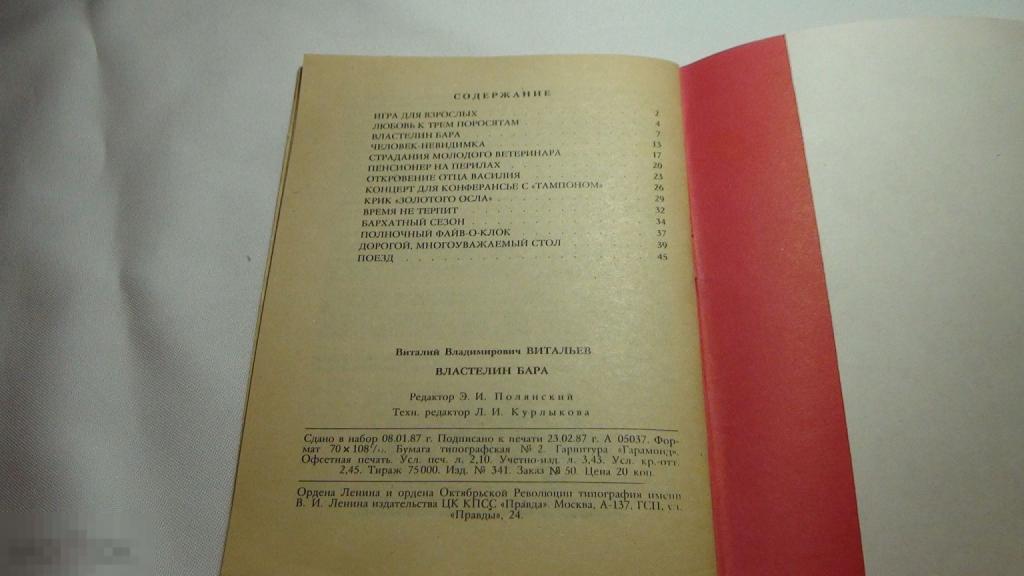 СОДЕРЖАНИЕ
ИГРА ДЛЯ ВЗРОСЛЫХ 2
ЛЮБОВЬ К ТРЕМ ПОРОСЯТАМ 4
ВЛАСТЕЛИН БАРА 7
ЧЕЛОВЕК-НЕВИДИМКА 13
СТРАДАНИЯ МОЛОДОГО ВЕТЕРИНАРА 17
ПЕНСИОНЕР НА ПЕРИЛАХ 20
ОТКРОВЕНИЕ ОТЦА ВАСИЛИЯ 23
КОНЦЕРТ ДЛЯ КОНФЕРАНСЬЕ С «ТАМПОНОМ» 26
КРИК «ЗОЛОТОГО ОСЛА» 29
ВРЕМЯ НЕ ТЕРПИТ 32
БАРХАТНЫЙ СЕЗОН 34
ПОЛНОЧНЫЙ ФАЙВ-О-КЛОК 37
ДОРОГОЙ, МНОГОУВАЖАЕМЫЙ СТОЛ 39
ПОЕЗД 45
Виталий Владимирович ВИТАЛЬЕВ
ВЛАСТЕЛИН БАРА
Редактор Э. И. Полянский
Техн. редактор Л. И. Курлыкова
Сдано в набор 08.01.87 г. Подписано к печати 23.02.87 г. А 05037. Фор-
мат 70×108 Бумага типографская № 2. Гарнитура «Гарамонд».
Офсетная печать. Усл. печ. л. 2,10. Учетно-изд. л. 3,43. Усл. кр.-отт.
2,45. Тираж 75000. Изд. № 341. Заказ № 50. Цена 20 коп.
Ордена Ленина и ордена Октябрьской Революции типография имени
В. И. Ленина издательства ЦК КПСС «Правда». Москва, А-137, ГСП, ул.
«Правды», 24.